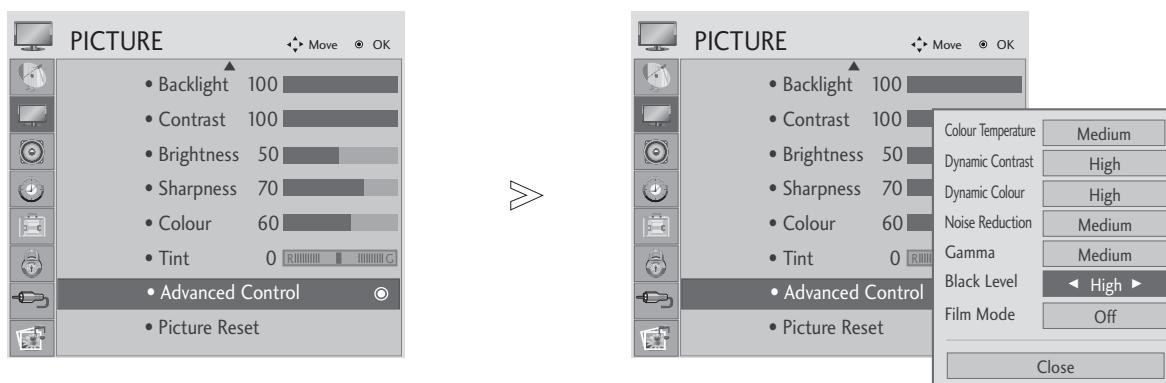 PICTURE Move OK
• Backlight 100
• Contrast 100
• Brightness 50
• Sharpness 70
• Colour 60
• Tint 0 R G
• Advanced Control
• Picture Reset
>
PICTURE Move OK
• Backlight 100
• Contrast 100
• Brightness 50
• Sharpness 70
• Colour 60
• Tint 0 R
• Advanced Control
• Picture Reset
Colour Temperature Medium
Dynamic Contrast High
Dynamic Colour High
Noise Reduction Medium
Gamma Medium
Black Level ◄ High ►
Film Mode Off
Close